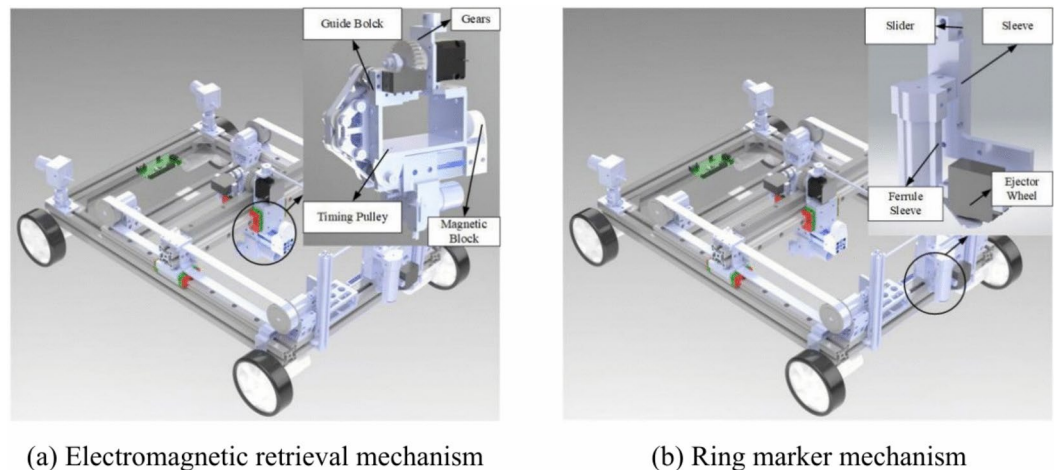 Guide Bolck
Gears
Timing Pulley
Magnetic
Block
Slider
Sleeve
Ferrule
Sleeve
Ejector
Wheel
(a) Electromagnetic retrieval mechanism
(b) Ring marker mechanism